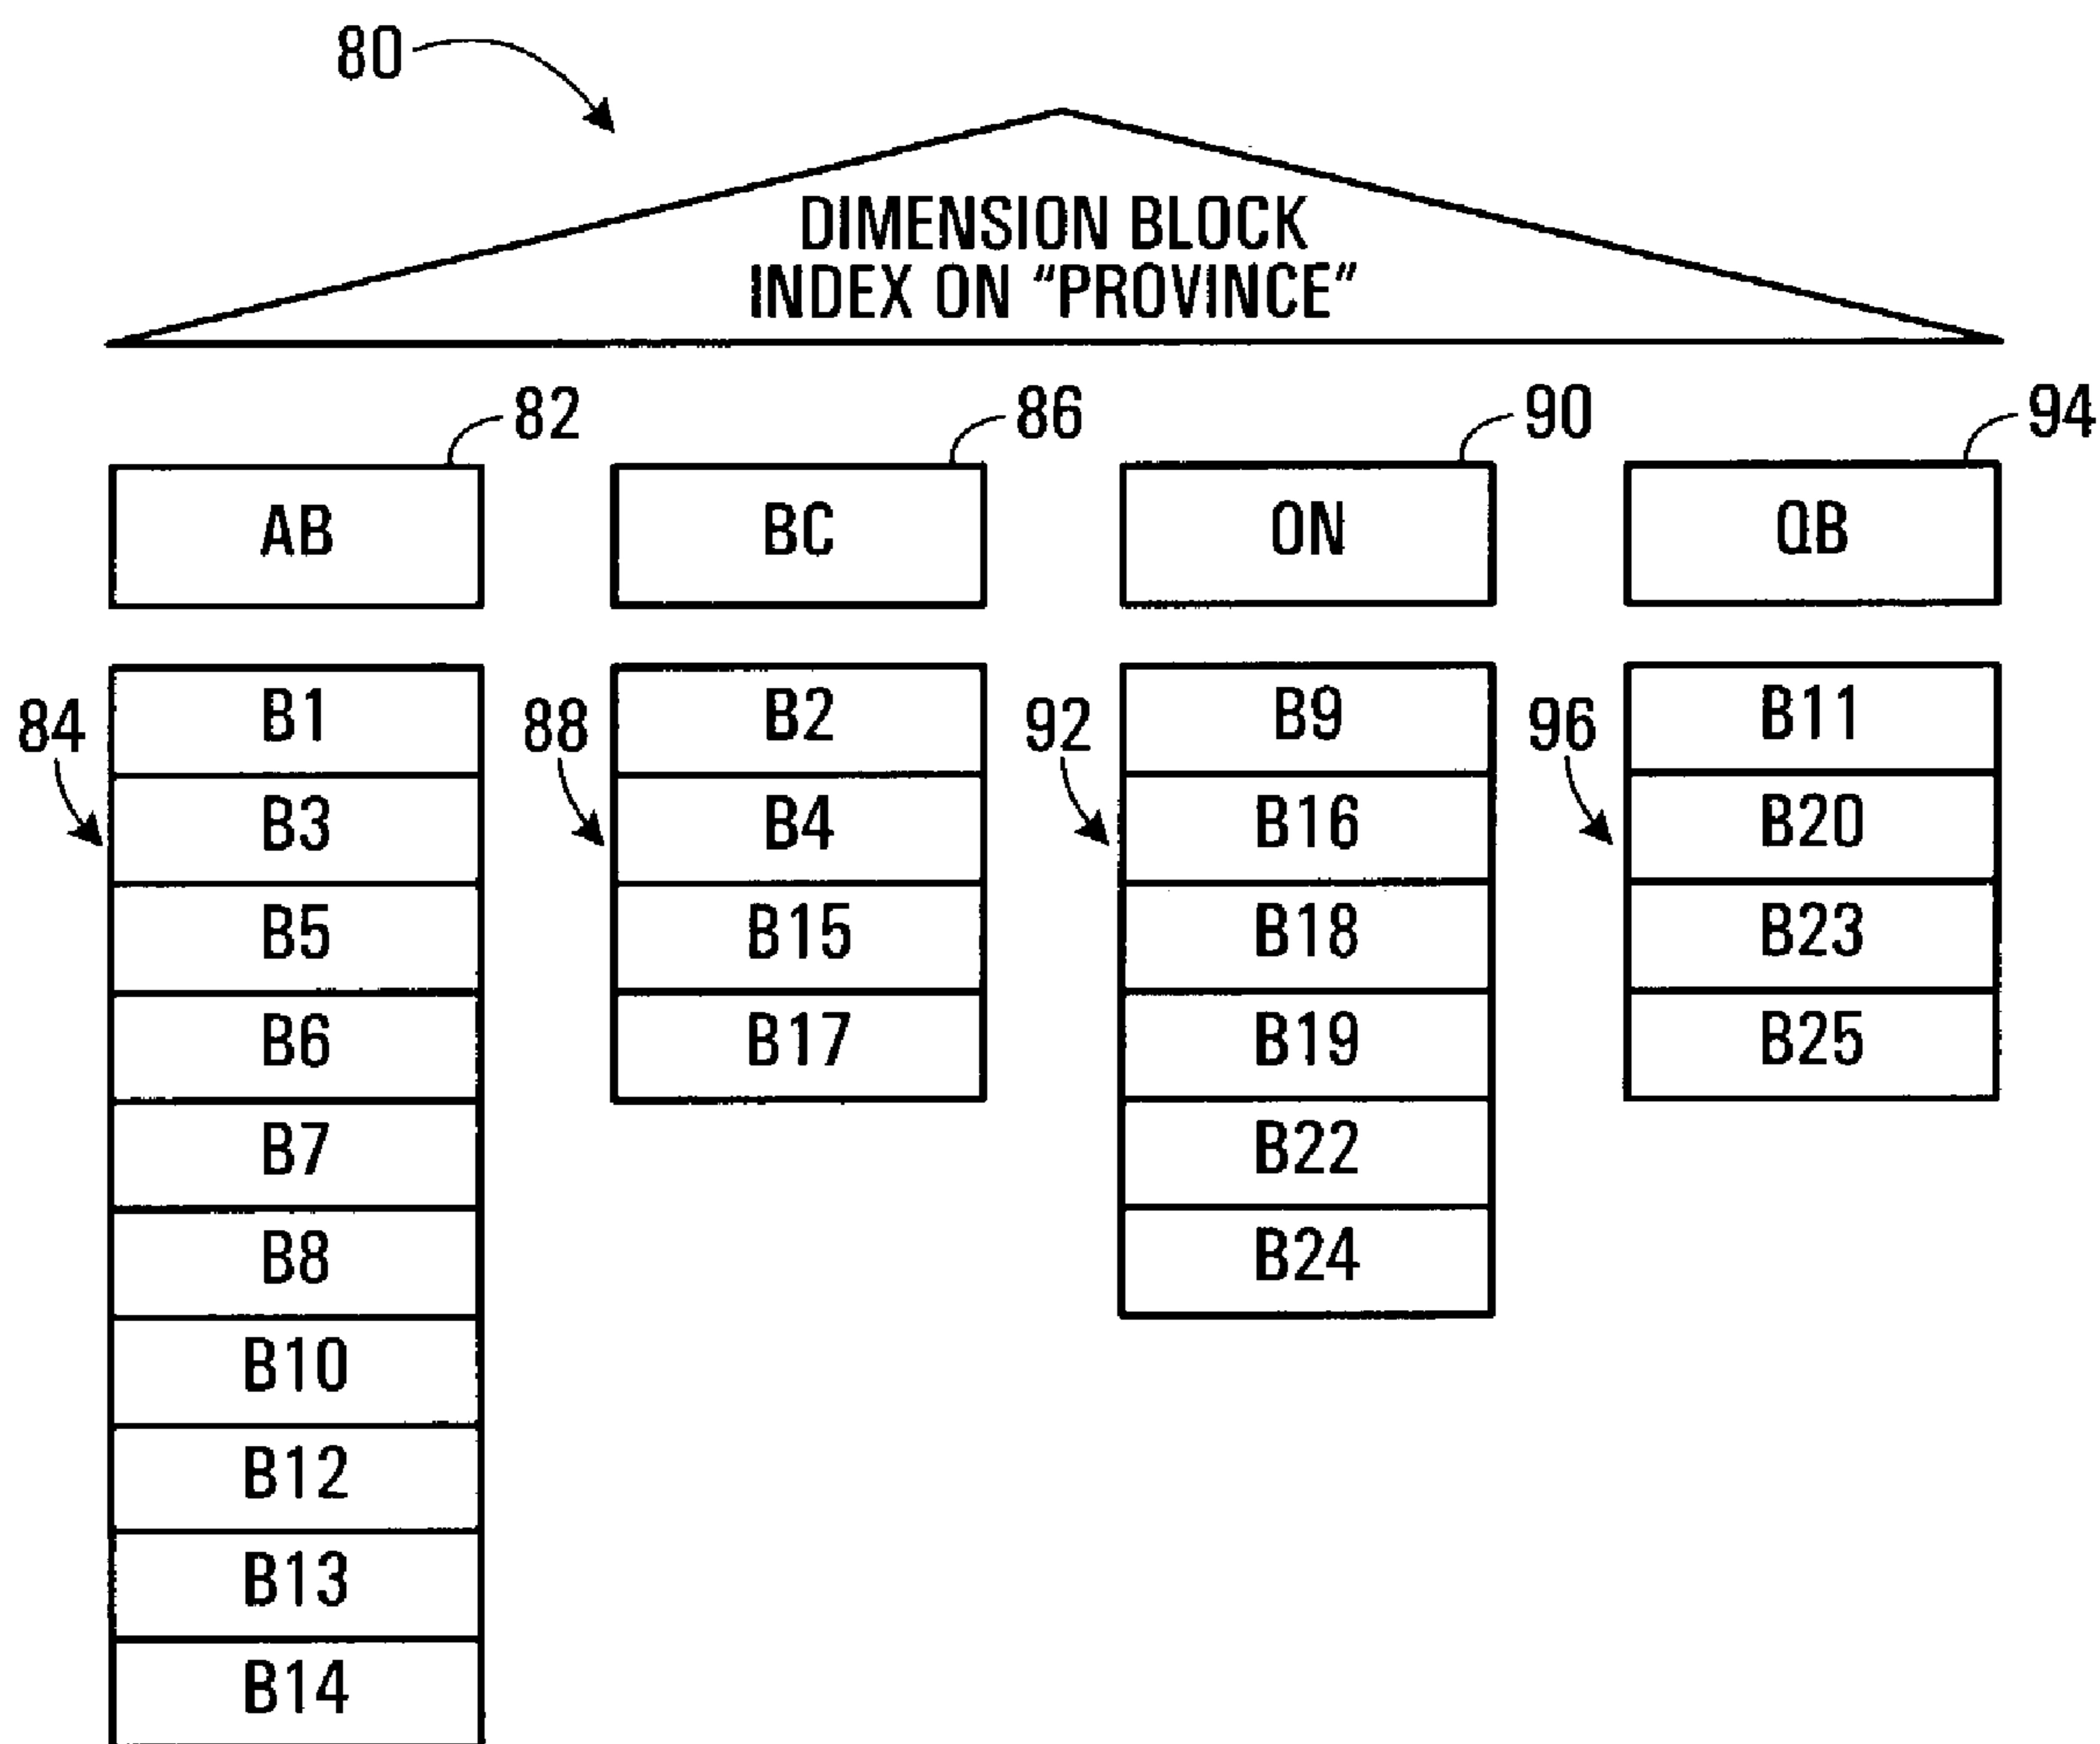 80
DIMENSION BLOCK
INDEX ON “PROVINCE”
82
86
90
94
AB
BC
ON
QB
84
B1
B3
B5
B6
B7
B8
B10
B12
B13
B14
88
B2
B4
B15
B17
92
B9
B16
B18
B19
B22
B24
96
B11
B20
B23
B25